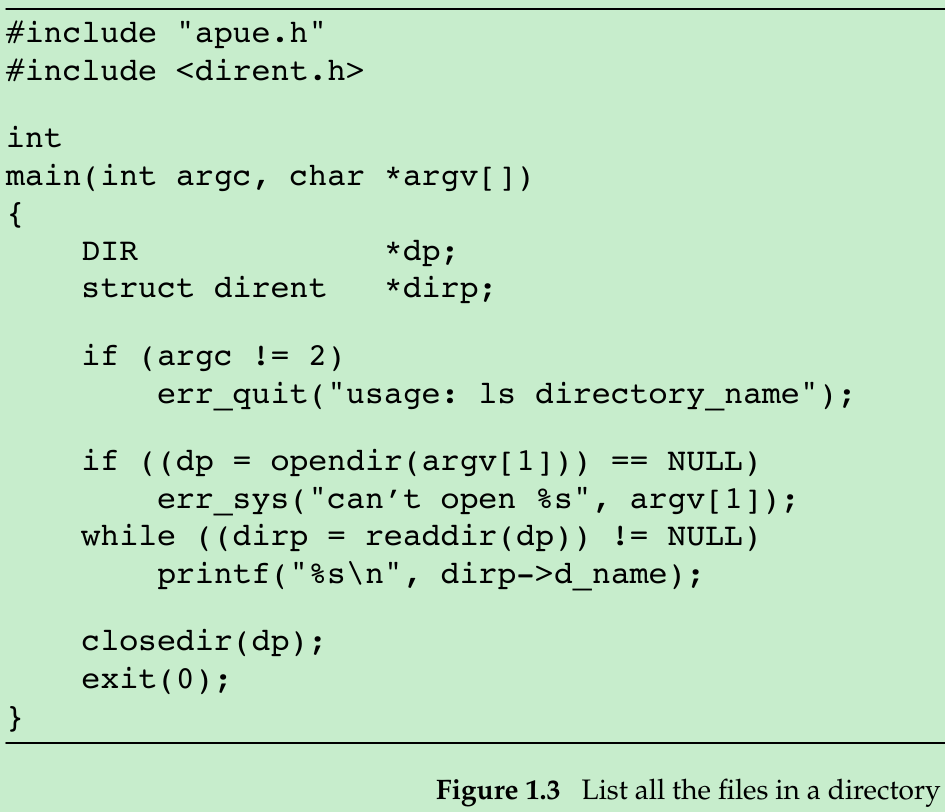 #include "apue.h"
#include <dirent.h>
int
main(int argc, char *argv[])
{
    DIR             *dp;
    struct dirent   *dirp;
    if (argc != 2)
        err_quit("usage: ls directory_name");
    if ((dp = opendir(argv[1])) == NULL)
        err_sys("can’t open %s", argv[1]);
    while ((dirp = readdir(dp)) != NULL)
        printf("%s\n", dirp->d_name);
    closedir(dp);
    exit(0);
}
Figure 1.3 List all the files in a directory